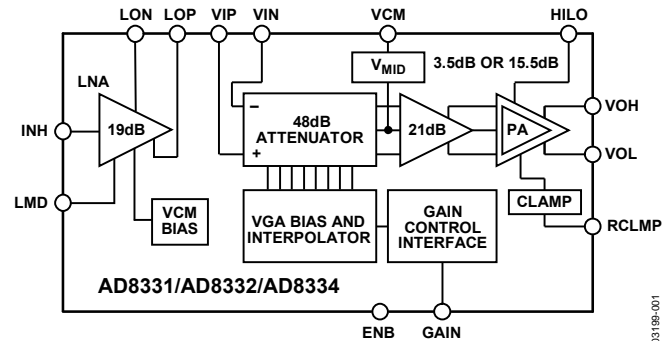 LON LOP VIP VIN VCM HILO
LNA
V_MID
3.5dB OR 15.5dB
INH
19dB
−
+
48dB
ATTENUATOR
21dB
PA
VOH
VOL
LMD
VCM
BIAS
VGA BIAS AND
INTERPOLATOR
GAIN
CONTROL
INTERFACE
CLAMP
RCLMP
AD8331/AD8332/AD8334
ENB GAIN
03199-001